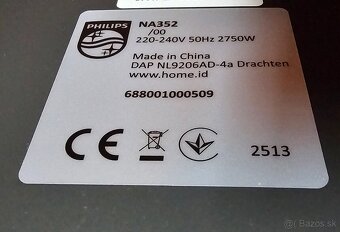 PHILIPS
NA352
/00
220-240V 50Hz 2750W
Made in China
DAP NL9206AD-4a Drachten
www.home.id
688001000509
CE
2513
Bazos.sk